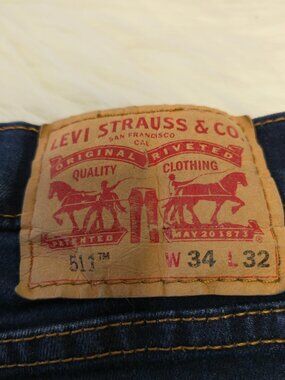 LEVI STRAUSS & CO.
SAN FRANCISCO
CAL
ORIGINAL RIVETED
QUALITY CLOTHING
PATENTED MAY 20 1873
511™ W 34 L 32